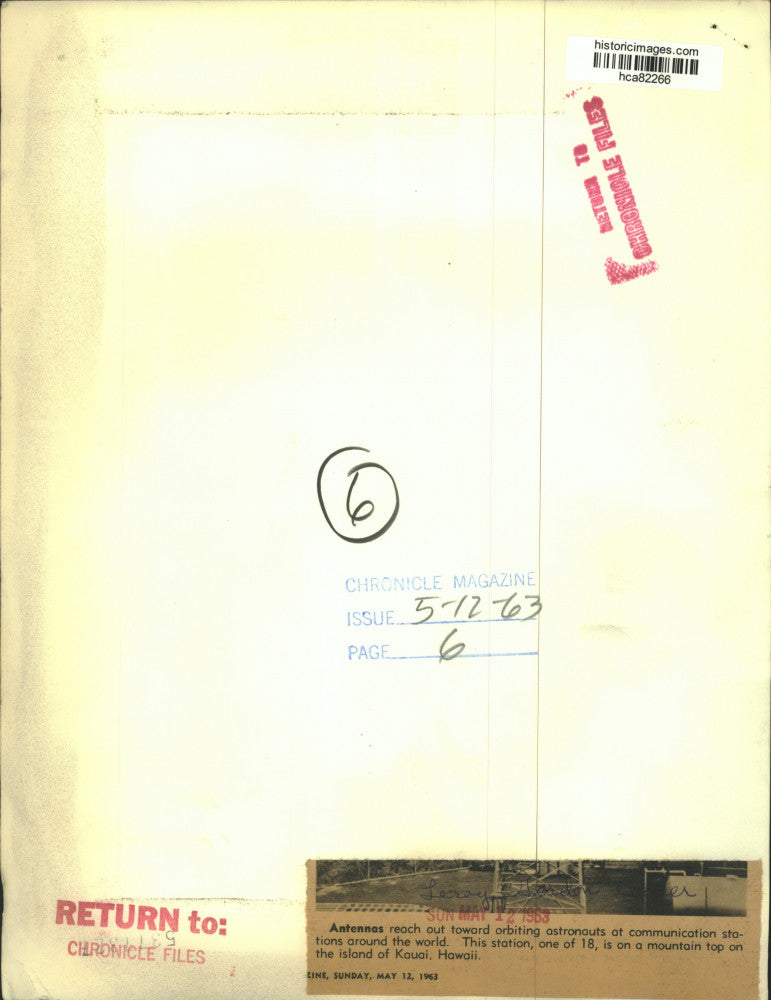 historicimages.com
hca82266
RETURN TO
CHRONICLE FILES
6
CHRONICLE MAGAZINE
ISSUE 5-12-63
PAGE 6
Leroy Gordon
SUN MAY 12 1963
Antennas reach out toward orbiting astronauts at communication sta-
tions around the world. This station, one of 18, is on a mountain top on
the island of Kauai, Hawaii.
ZINE, SUNDAY, MAY 12, 1963
RETURN to:
CHRONICLE FILES